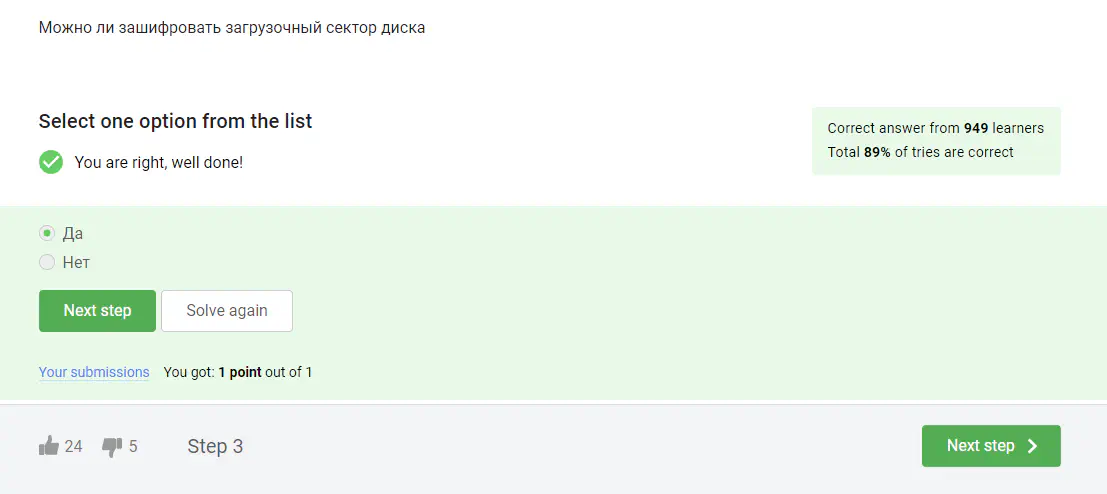 Можно ли зашифровать загрузочный сектор диска
Select one option from the list
You are right, well done!
Correct answer from 949 learners
Total 89% of tries are correct
Да
Нет
Next step
Solve again
Your submissions
You got: 1 point out of 1
24
5
Step 3
Next step